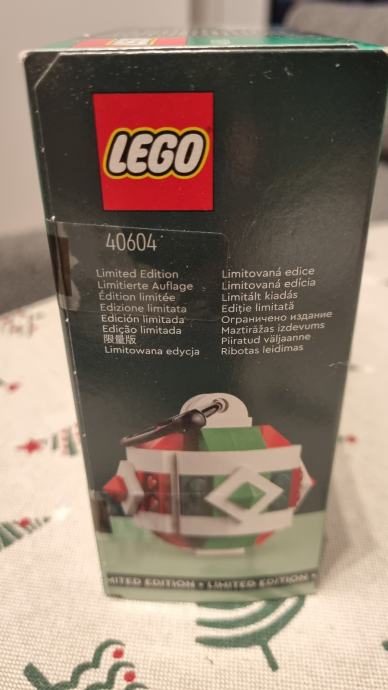 LEGO
40604
Limited Edition
Limitierte Auflage
Édition limitée
Edizione limitata
Edición limitada
Edição limitada
限量版
Limitowana edycja
Limitovaná edice
Limitovaná edícia
Limitált kiadás
Ediție limitată
Ограничено издание
Maztirāžas izdevums
Piiratud väljaanne
Ribotas leidimas
LIMITED EDITION • LIMITED EDITION •